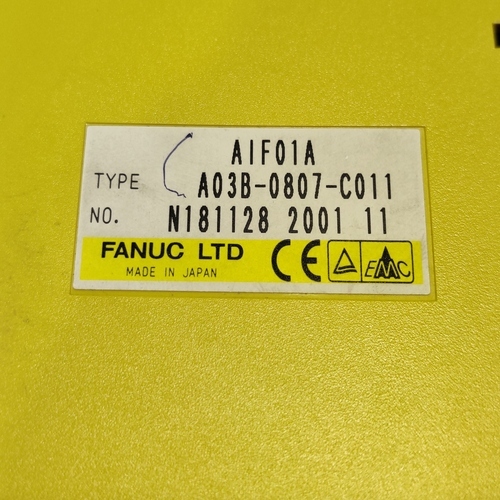 AIF01A
TYPE A03B-0807-C011
NO. N181128 2001 11
FANUC LTD
MADE IN JAPAN
CE
EMC